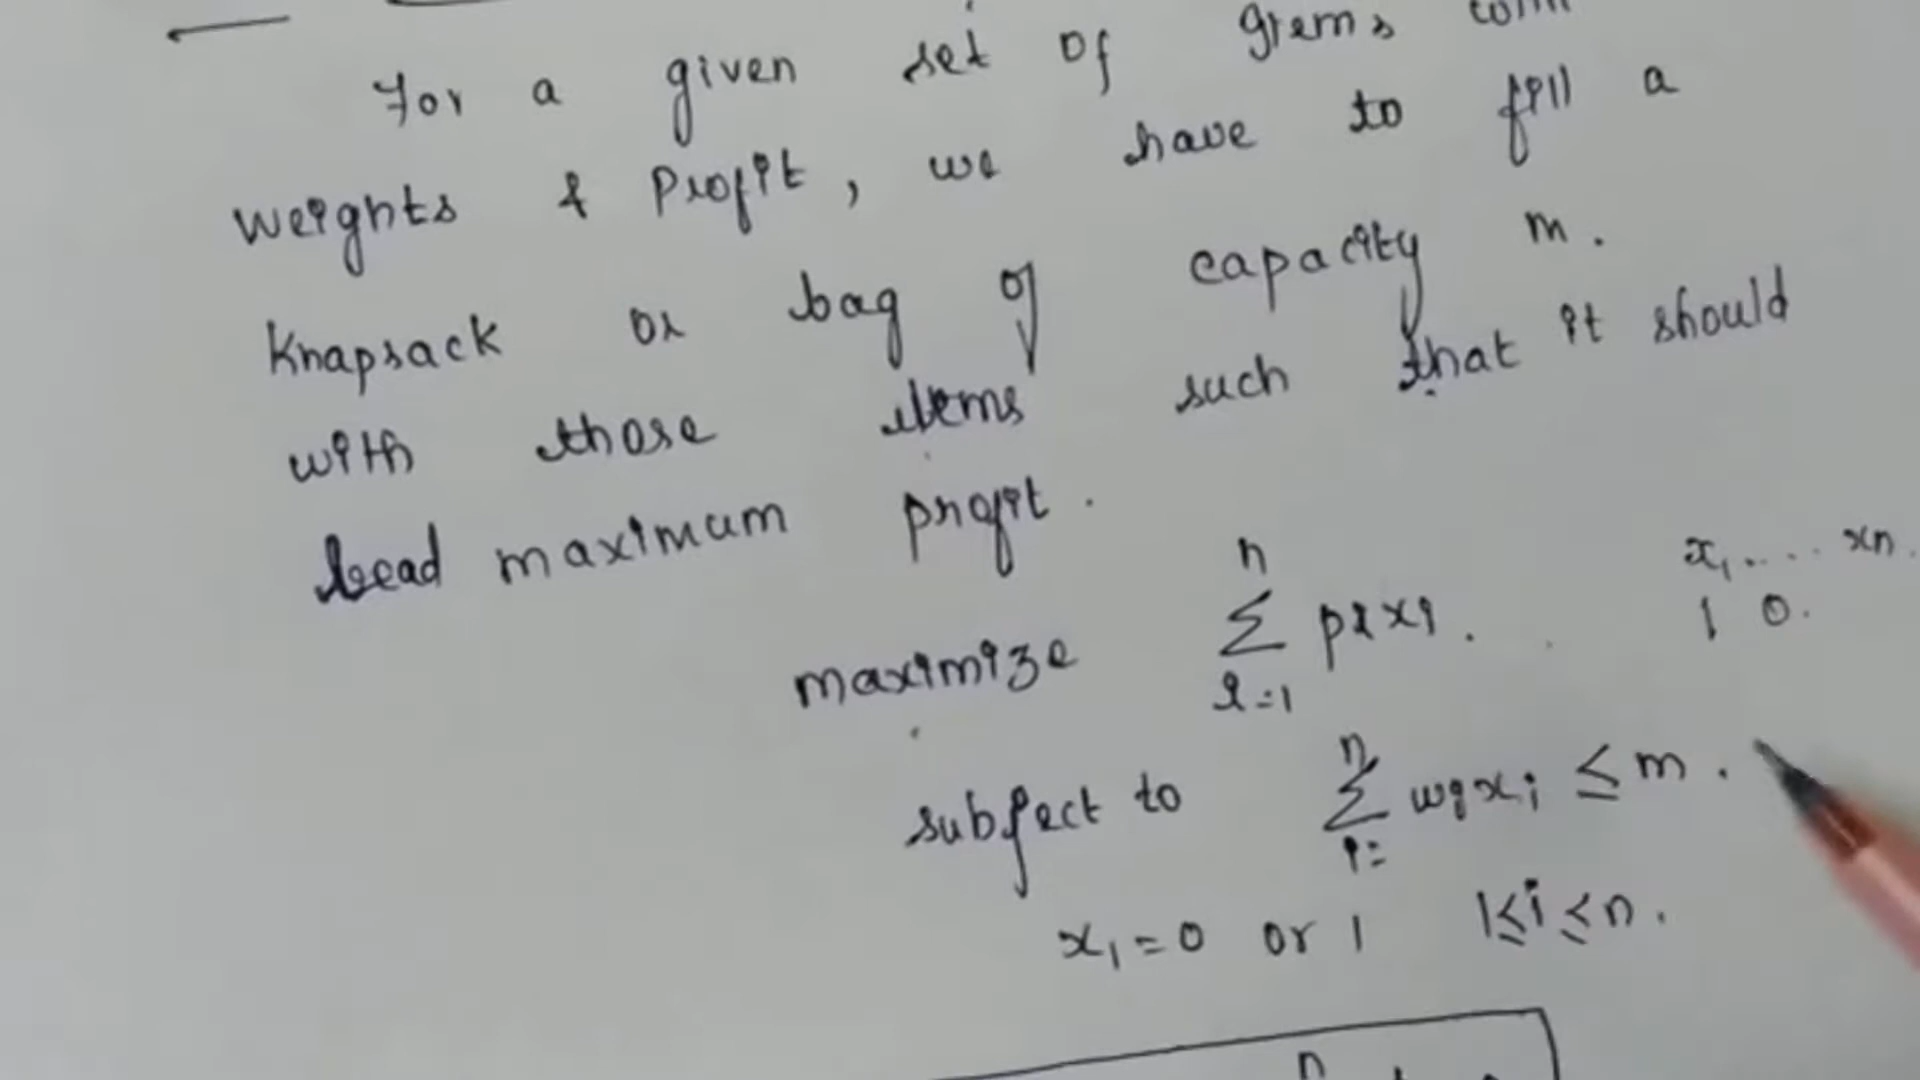 For a given set of Items
weights & Profit, we have to fill a
Knapsack or bag of capacity m.
with those items such that it should
lead maximum profit.
x1.... xn.
1 0.
maximize n Σ i=1 pixi.
subject to n Σ i= wixi ≤ m.
x1=0 or 1 1≤i≤n.
n